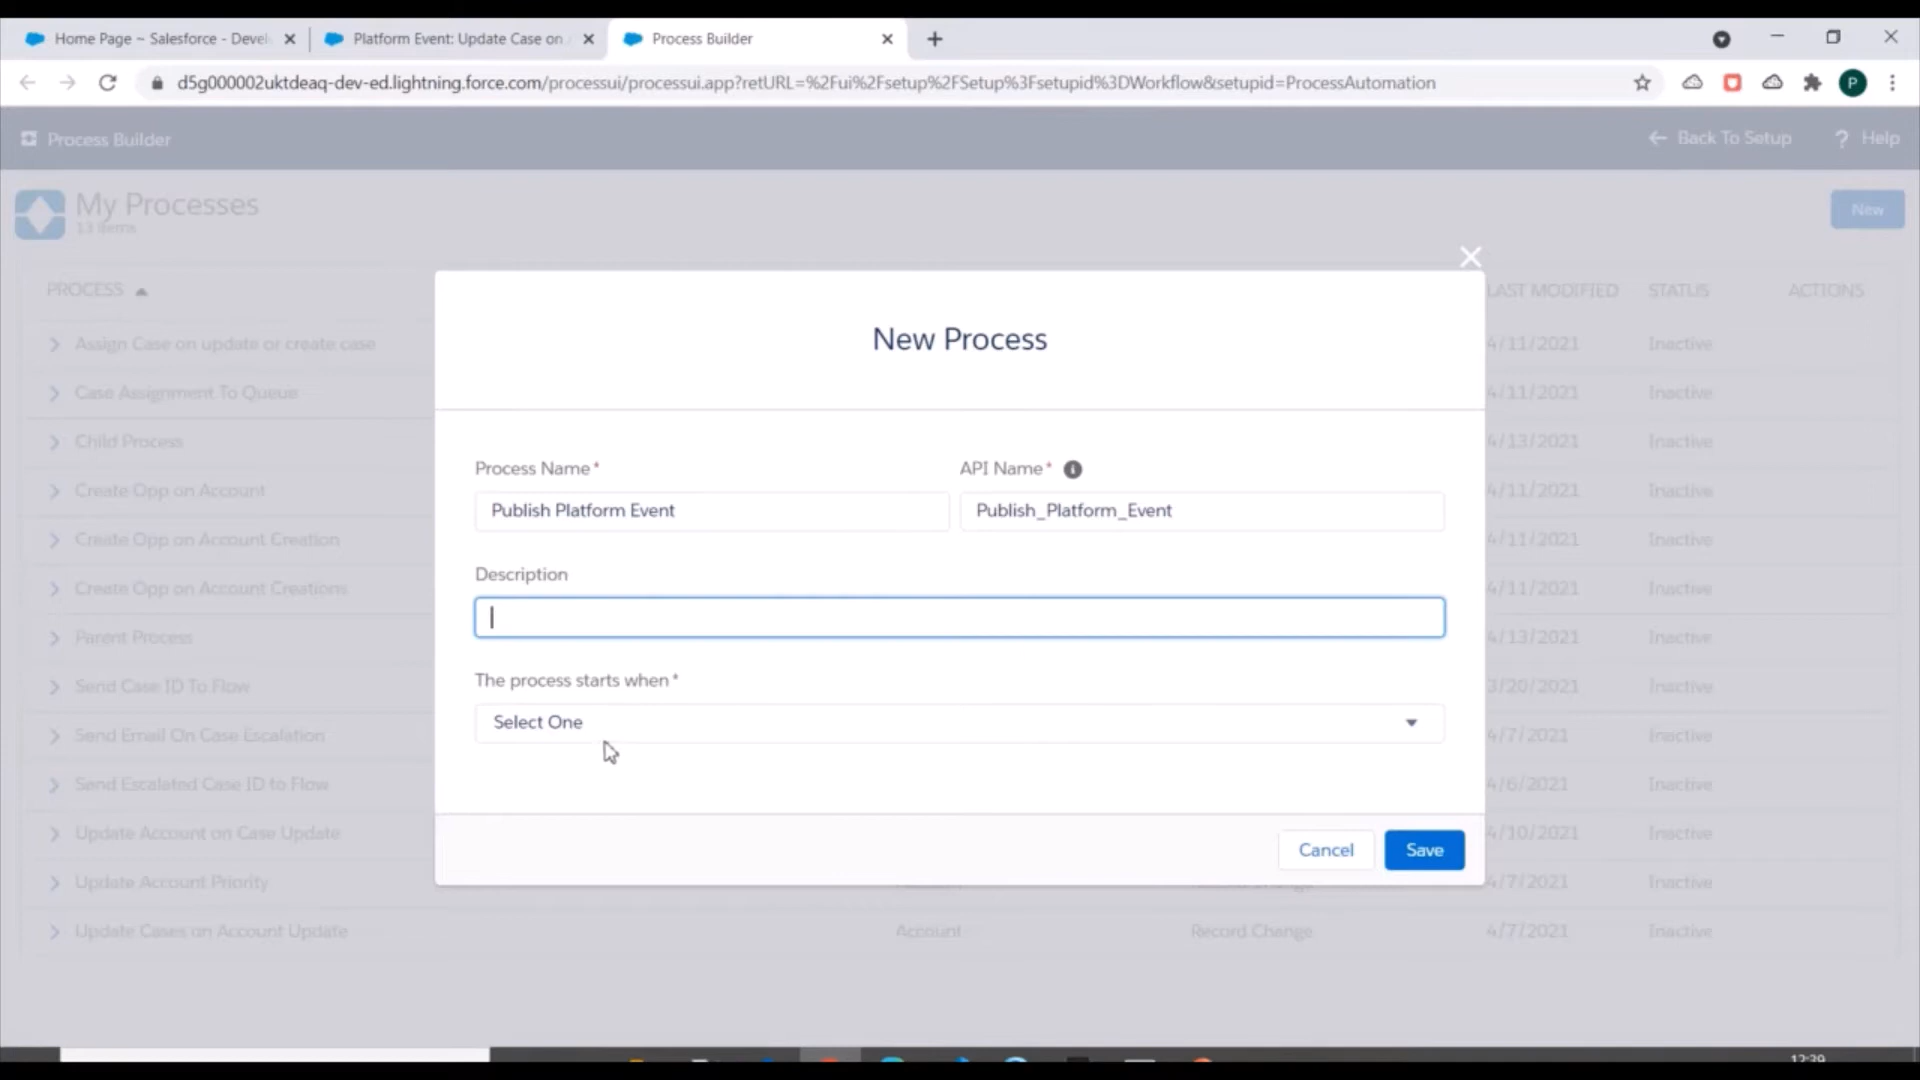 Home Page ~ Salesforce - Devel
Platform Event: Update Case on
Process Builder
d5g000002uktdeaq-dev-ed.lightning.force.com/processui/processui.app?retURL=%2Fui%2Fsetup%2FSetup%3Fsetupid%3DWorkflow&setupid=ProcessAutomation
P
Process Builder
Back To Setup
? Help
My Processes
13 items
New
PROCESS
LAST MODIFIED
STATUS
ACTIONS
New Process
Assign Case on update or create case
4/11/2021
Inactive
Case Assignment To Queue
4/11/2021
Inactive
Child Process
4/13/2021
Inactive
Process Name*
API Name*
Create Opp on Account
4/11/2021
Inactive
Publish Platform Event
Publish_Platform_Event
Create Opp on Account Creation
4/11/2021
Inactive
Description
Create Opp on Account Creations
4/11/2021
Inactive
Parent Process
4/13/2021
Inactive
The process starts when*
Send Case ID To Flow
3/20/2021
Inactive
Select One
Send Email On Case Escalation
4/7/2021
Inactive
Send Escalated Case ID to Flow
4/6/2021
Inactive
Update Account on Case Update
4/10/2021
Inactive
Cancel
Save
Update Account Priority
4/7/2021
Inactive
Update Cases on Account Update
Account
Record Change
4/7/2021
Inactive
12:39